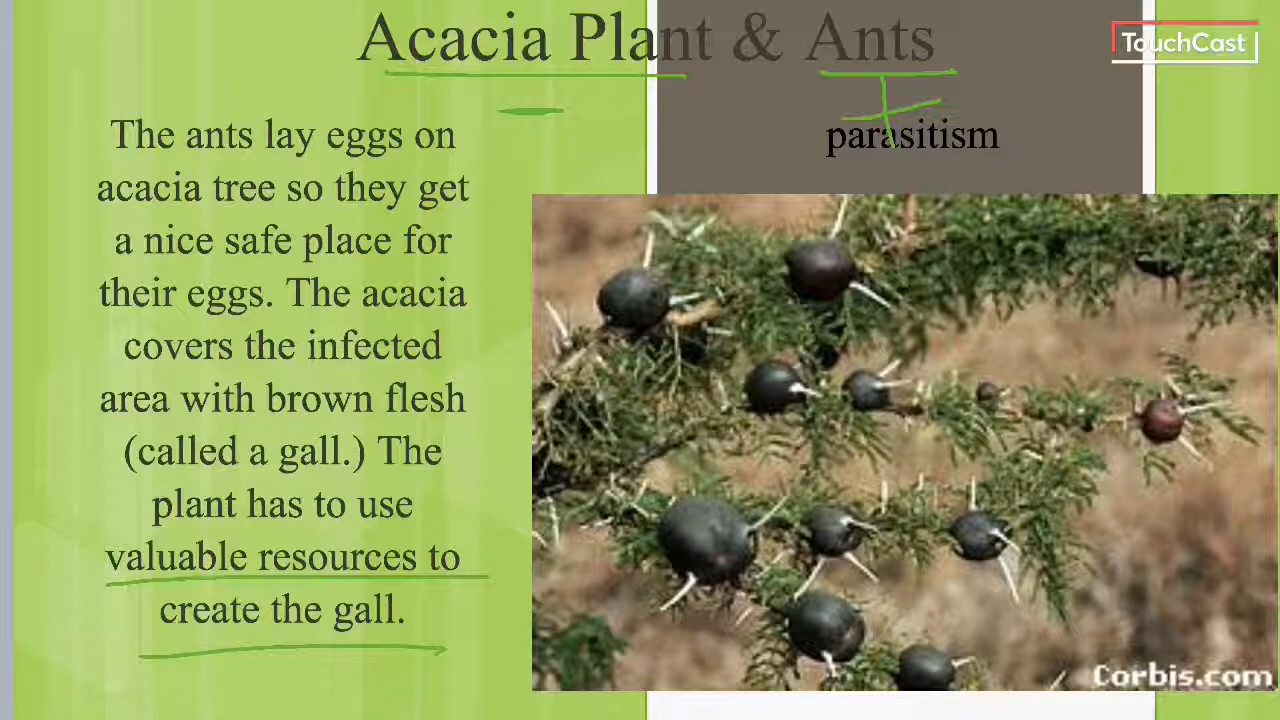 Acacia Plant & Ants
TouchCast
parasitism
The ants lay eggs on
acacia tree so they get
a nice safe place for
their eggs. The acacia
covers the infected
area with brown flesh
(called a gall.) The
plant has to use
valuable resources to
create the gall.
Corbis.com